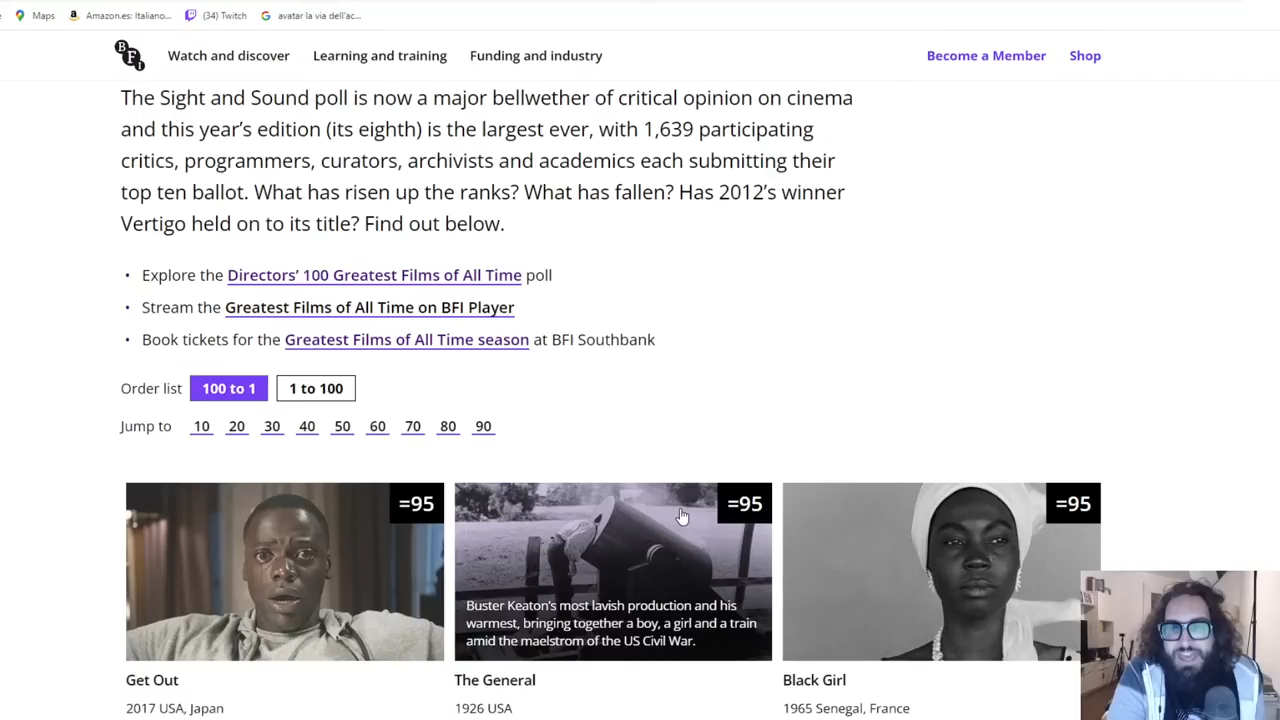 Maps
Amazon.es: Italiano...
(34) Twitch
avatar la via dell'ac...
BFI
Watch and discover
Learning and training
Funding and industry
Become a Member
Shop
The Sight and Sound poll is now a major bellwether of critical opinion on cinema
and this year's edition (its eighth) is the largest ever, with 1,639 participating
critics, programmers, curators, archivists and academics each submitting their
top ten ballot. What has risen up the ranks? What has fallen? Has 2012's winner
Vertigo held on to its title? Find out below.
• Explore the Directors' 100 Greatest Films of All Time poll
• Stream the Greatest Films of All Time on BFI Player
• Book tickets for the Greatest Films of All Time season at BFI Southbank
Order list 100 to 1 1 to 100
Jump to 10 20 30 40 50 60 70 80 90
=95
=95
=95
Buster Keaton's most lavish production and his
warmest, bringing together a boy, a girl and a train
amid the maelstrom of the US Civil War.
Get Out
2017 USA, Japan
The General
1926 USA
Black Girl
1965 Senegal, France